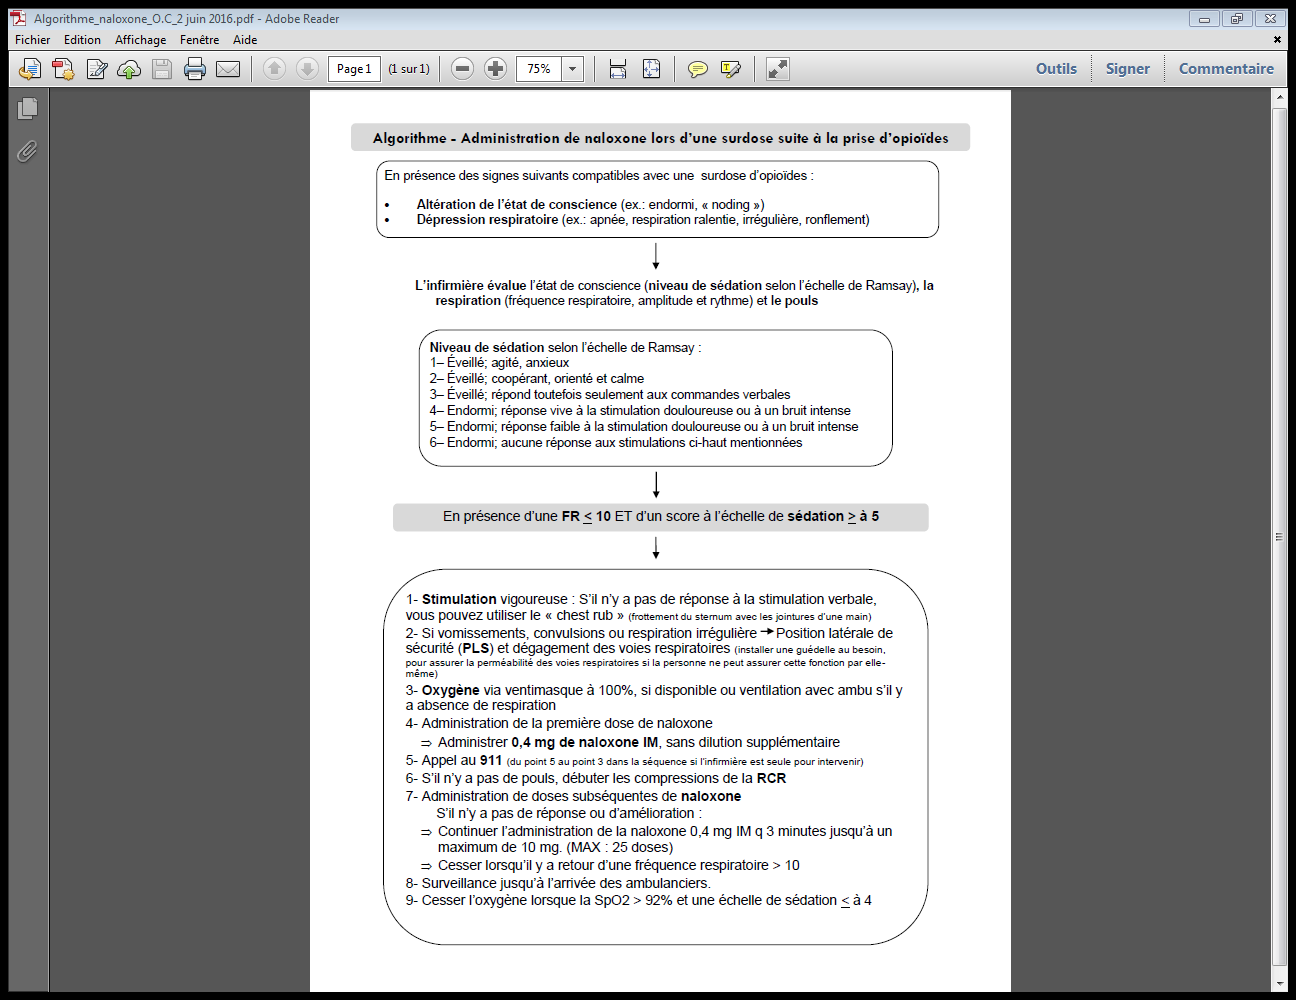 Algorithme_naloxone_O.C_2 juin 2016.pdf - Adobe Reader
Fichier Edition Affichage Fenêtre Aide
Page 1 (1 sur 1) 75% Outils Signer Commentaire
Algorithme - Administration de naloxone lors d'une surdose suite à la prise d'opioïdes
En présence des signes suivants compatibles avec une surdose d'opioïdes :
• Altération de l'état de conscience (ex.: endormi, « noding »)
• Dépression respiratoire (ex.: apnée, respiration ralentie, irrégulière, ronflement)
L'infirmière évalue l'état de conscience (niveau de sédation selon l'échelle de Ramsay), la
respiration (fréquence respiratoire, amplitude et rythme) et le pouls
Niveau de sédation selon l'échelle de Ramsay :
1– Éveillé; agité, anxieux
2– Éveillé; coopérant, orienté et calme
3– Éveillé; répond toutefois seulement aux commandes verbales
4– Endormi; réponse vive à la stimulation douloureuse ou à un bruit intense
5– Endormi; réponse faible à la stimulation douloureuse ou à un bruit intense
6– Endormi; aucune réponse aux stimulations ci-haut mentionnées
En présence d'une FR ≤ 10 ET d'un score à l'échelle de sédation ≥ à 5
1- Stimulation vigoureuse : S'il n'y a pas de réponse à la stimulation verbale,
vous pouvez utiliser le « chest rub » (frottement du sternum avec les jointures d'une main)
2- Si vomissements, convulsions ou respiration irrégulière → Position latérale de
sécurité (PLS) et dégagement des voies respiratoires (installer une guédelle au besoin,
pour assurer la perméabilité des voies respiratoires si la personne ne peut assurer cette fonction par elle-
même)
3- Oxygène via ventimasque à 100%, si disponible ou ventilation avec ambu s'il y
a absence de respiration
4- Administration de la première dose de naloxone
⇒ Administrer 0,4 mg de naloxone IM, sans dilution supplémentaire
5- Appel au 911 (du point 5 au point 3 dans la séquence si l'infirmière est seule pour intervenir)
6- S'il n'y a pas de pouls, débuter les compressions de la RCR
7- Administration de doses subséquentes de naloxone
S'il n'y a pas de réponse ou d'amélioration :
⇒ Continuer l'administration de la naloxone 0,4 mg IM q 3 minutes jusqu'à un
maximum de 10 mg. (MAX : 25 doses)
⇒ Cesser lorsqu'il y a retour d'une fréquence respiratoire > 10
8- Surveillance jusqu'à l'arrivée des ambulanciers.
9- Cesser l'oxygène lorsque la SpO2 > 92% et une échelle de sédation ≤ à 4